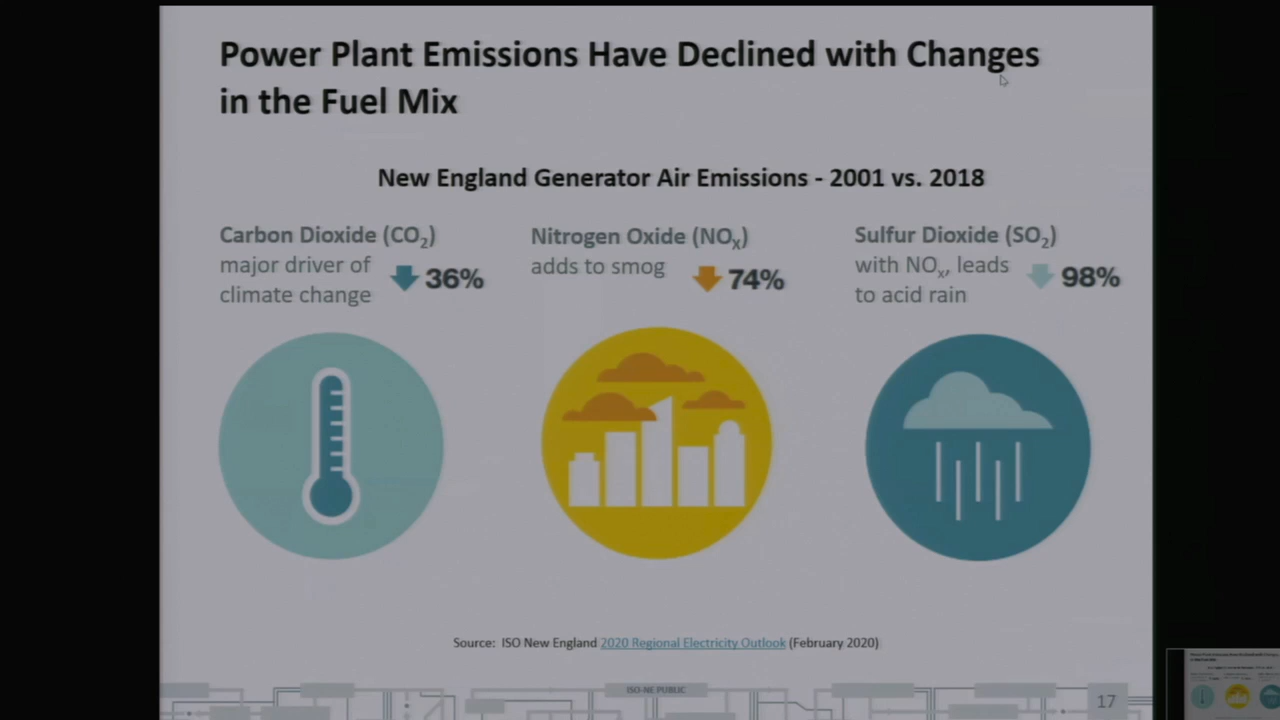 Power Plant Emissions Have Declined with Changes
in the Fuel Mix
New England Generator Air Emissions - 2001 vs. 2018
Carbon Dioxide (CO₂)
major driver of
climate change
36%
Nitrogen Oxide (NOₓ)
adds to smog
74%
Sulfur Dioxide (SO₂)
with NOₓ, leads
to acid rain
98%
Source: ISO New England 2020 Regional Electricity Outlook (February 2020)
ISO-NE PUBLIC
17